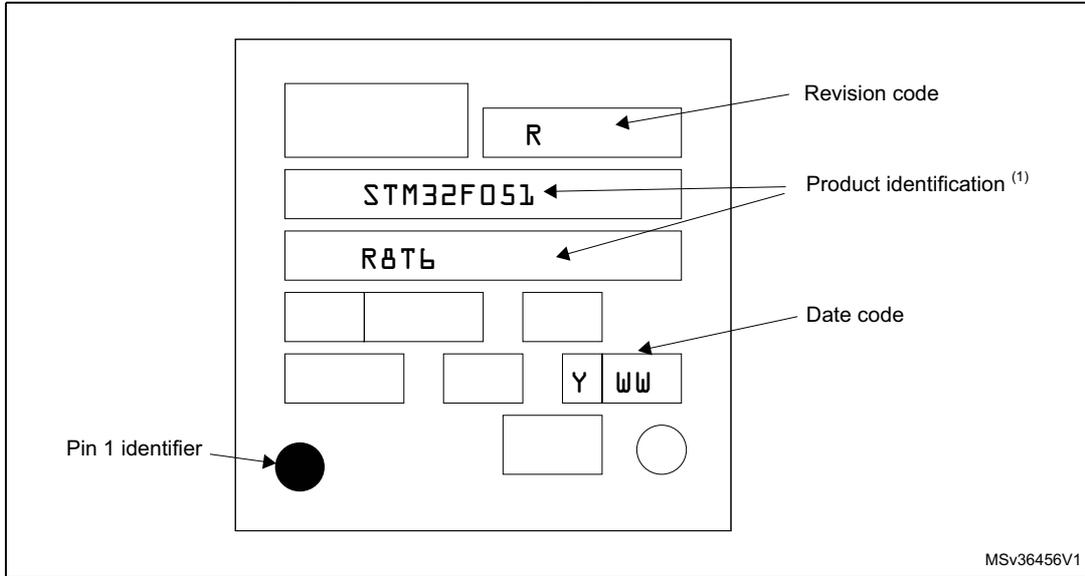 Revision code
R
STM32F051
Product identification (1)
R8T6
Date code
Y WW
Pin 1 identifier
MSv36456V1